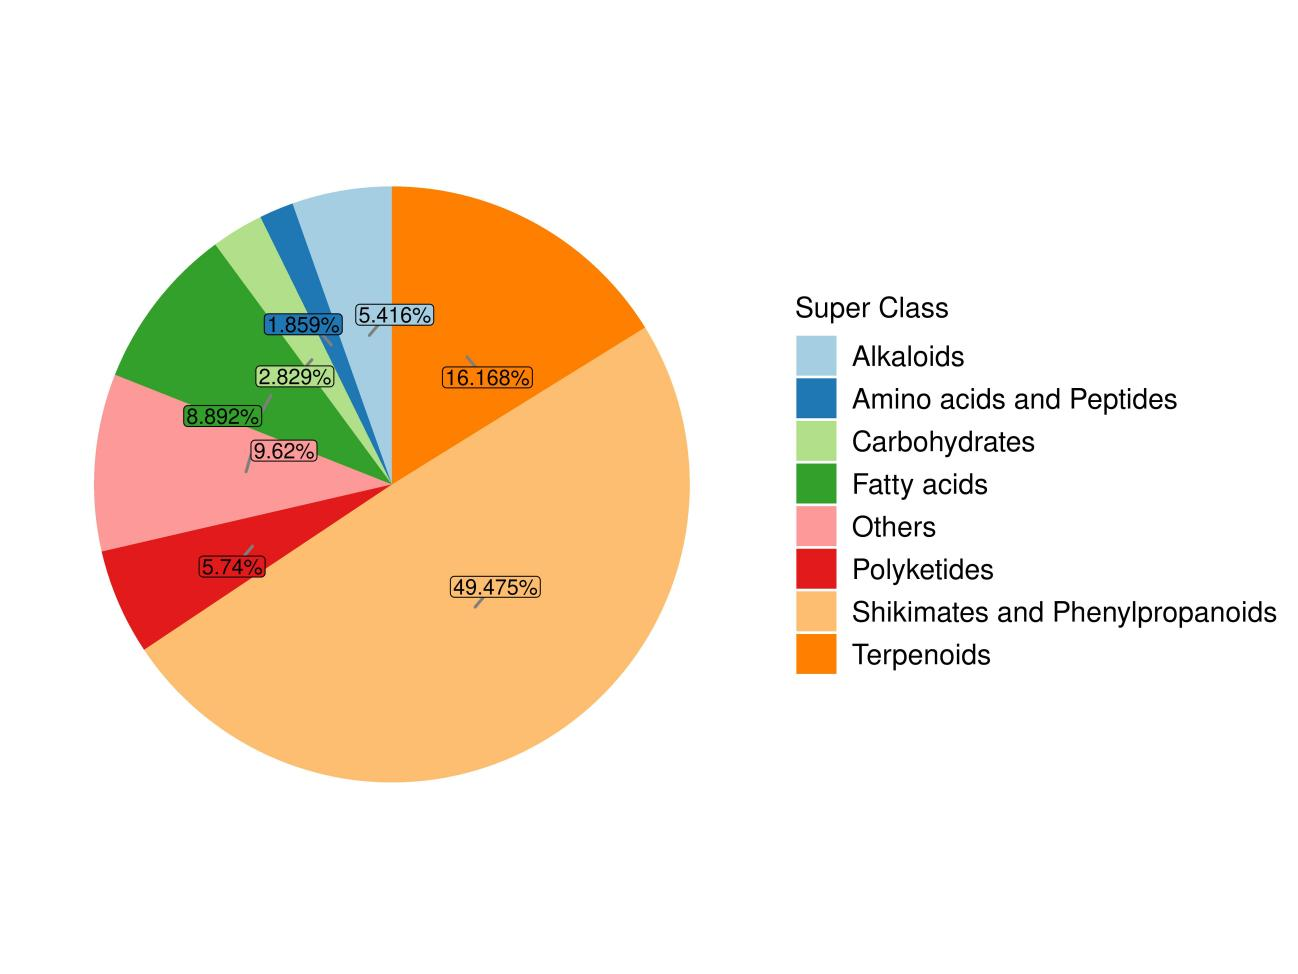 5.416%
1.859%
16.168%
2.829%
8.892%
9.62%
5.74%
49.475%
Super Class
Alkaloids
Amino acids and Peptides
Carbohydrates
Fatty acids
Others
Polyketides
Shikimates and Phenylpropanoids
Terpenoids